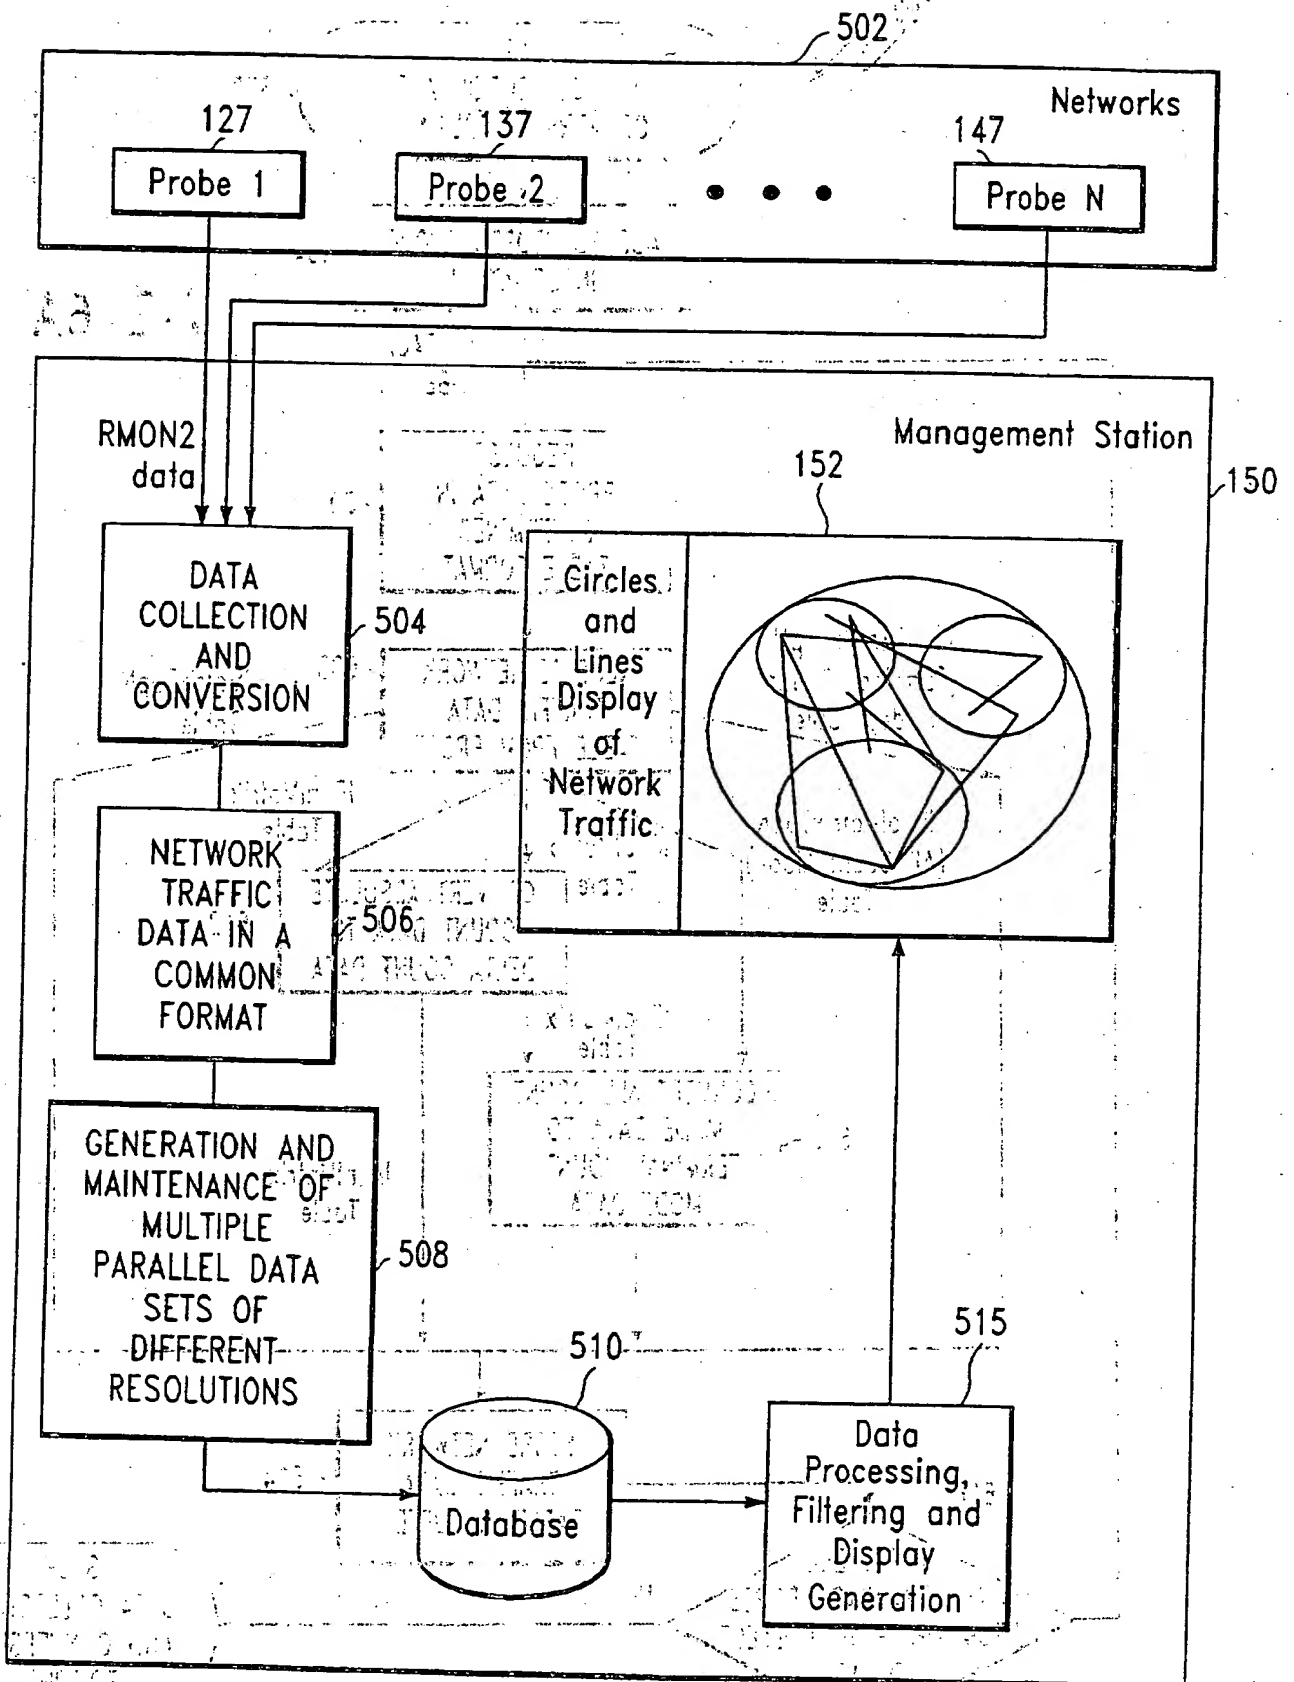 502
Networks
127
137
147
Probe 1
Probe 2
Probe N
RMON2
data
Management Station
150
152
DATA
COLLECTION
AND
CONVERSION
504
Circles
and
Lines
Display
of
Network
Traffic
NETWORK
TRAFFIC
DATA IN A
COMMON
FORMAT
506
GENERATION AND
MAINTENANCE OF
MULTIPLE
PARALLEL DATA
SETS OF
DIFFERENT
RESOLUTIONS
508
510
Database
515
Data
Processing,
Filtering and
Display
Generation